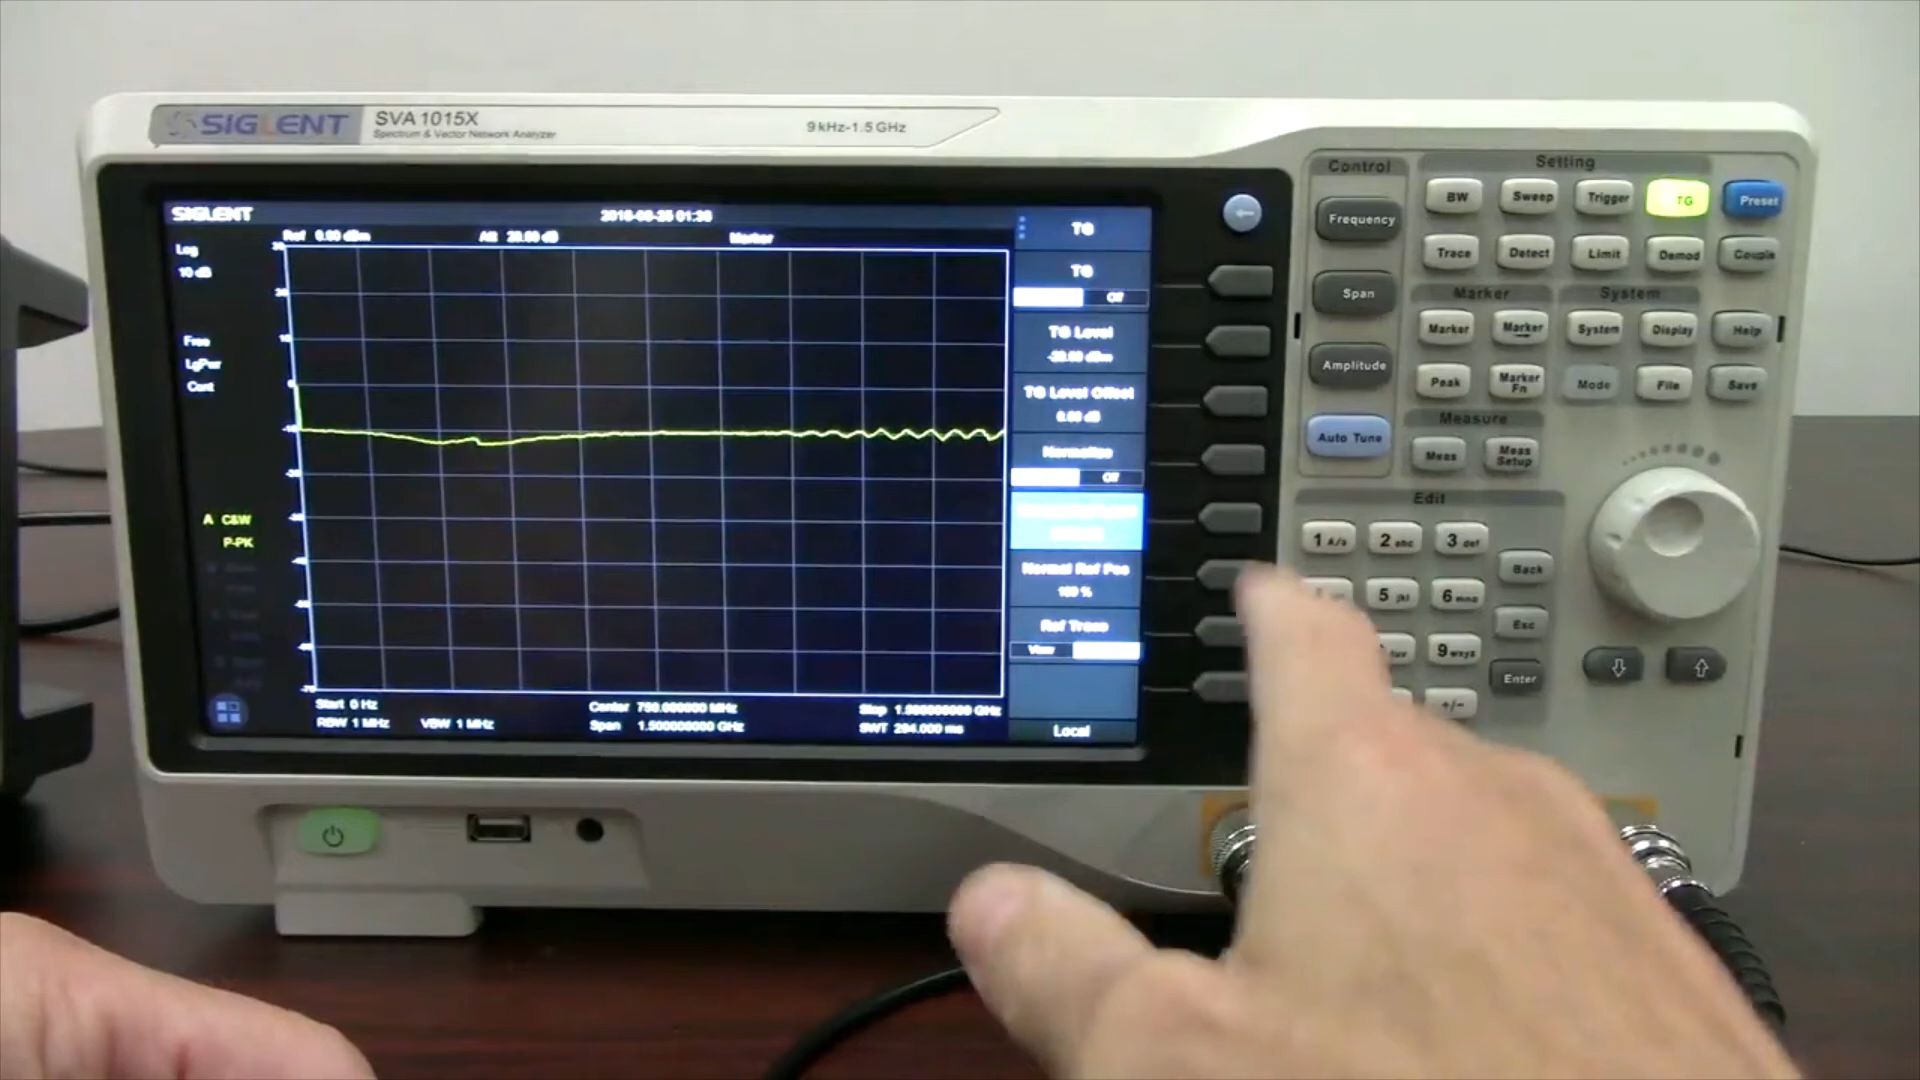 SIGLENT
SVA1015X
Spectrum & Vector Network Analyzer
9 kHz-1.5 GHz
SIGLENT
Ref 0.00 dBm
Marker
Log
10 dB
Free
LgPwr
Cont
A C&W
P-PK
Start 0 Hz
RBW 1 MHz
VBW 1 MHz
Center 750.000000 MHz
Span 1.500000000 GHz
SWT 294.000 ms
TG
TG
Off
TG Level
-20.00 dBm
TG Level Offset
0.00 dB
Normalize
Off
Normal Ref Pos
100 %
Ref Trace
View
Local
Control
Frequency
Span
Amplitude
Auto Tune
Setting
BW
Sweep
Trigger
TG
Preset
Trace
Detect
Limit
Demod
Couple
Marker
System
Marker
Marker
System
Display
Help
Peak
Marker Fn
Mode
File
Save
Measure
Meas
Meas Setup
Edit
1 A/a
2 abc
3 def
Back
5 jkl
6 mno
Esc
9 wxyz
Enter
+/-